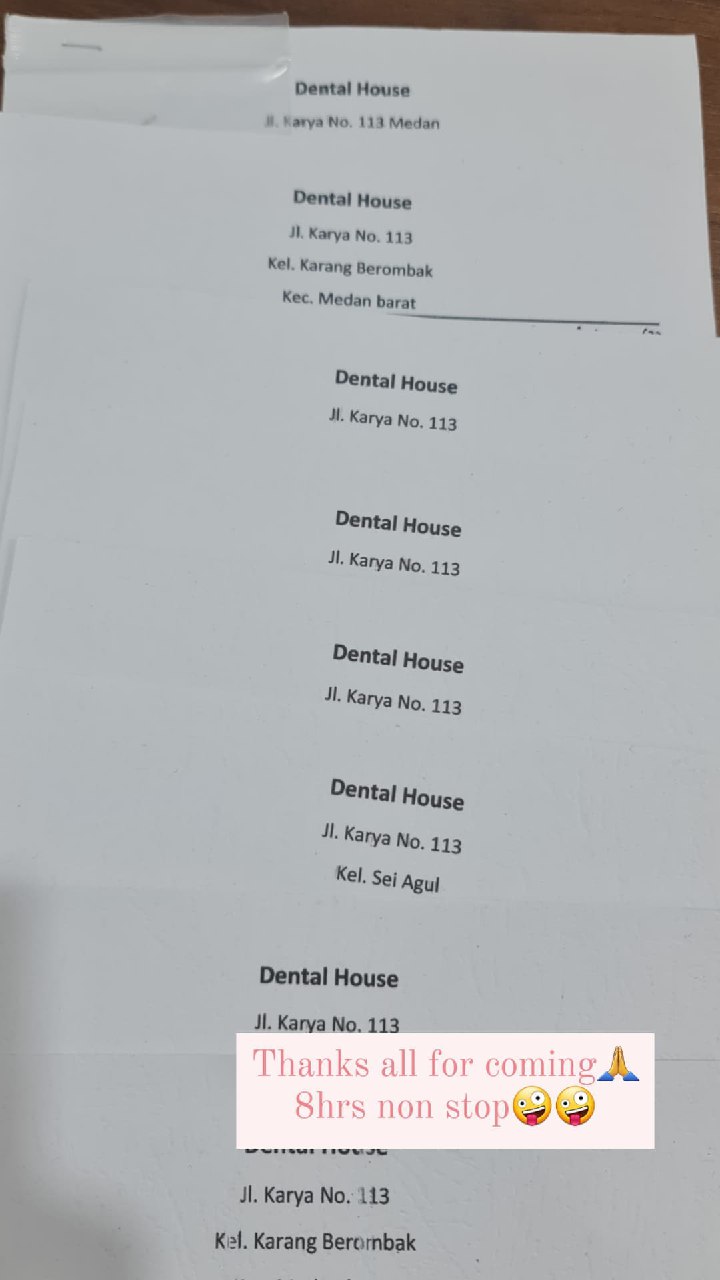 Dental House
Jl. Karya No. 113 Medan
Dental House
Jl. Karya No. 113
Kel. Karang Berombak
Kec. Medan barat
Dental House
Jl. Karya No. 113
Dental House
Jl. Karya No. 113
Dental House
Jl. Karya No. 113
Dental House
Jl. Karya No. 113
Kel. Sei Agul
Dental House
Jl. Karya No. 113
Thanks all for coming🙏
8hrs non stop🤪🤪
Dental House
Jl. Karya No. 113
Kel. Karang Berombak